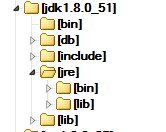 [jdk1.8.0_51]
[bin]
[db]
[include]
[jre]
[bin]
[lib]
[lib]